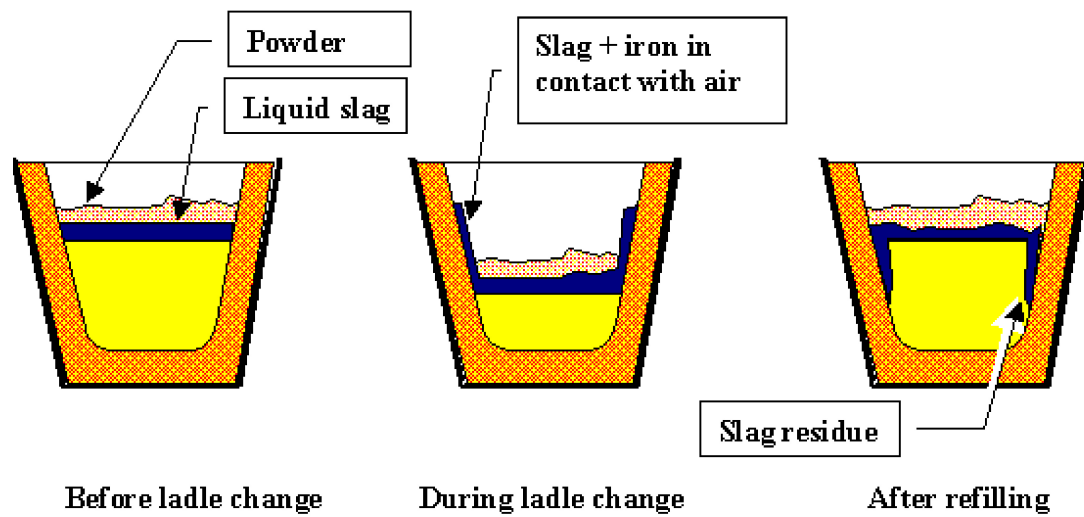 Powder
Liquid slag
Slag + iron in
contact with air
Slag residue
Before ladle change
During ladle change
After refilling